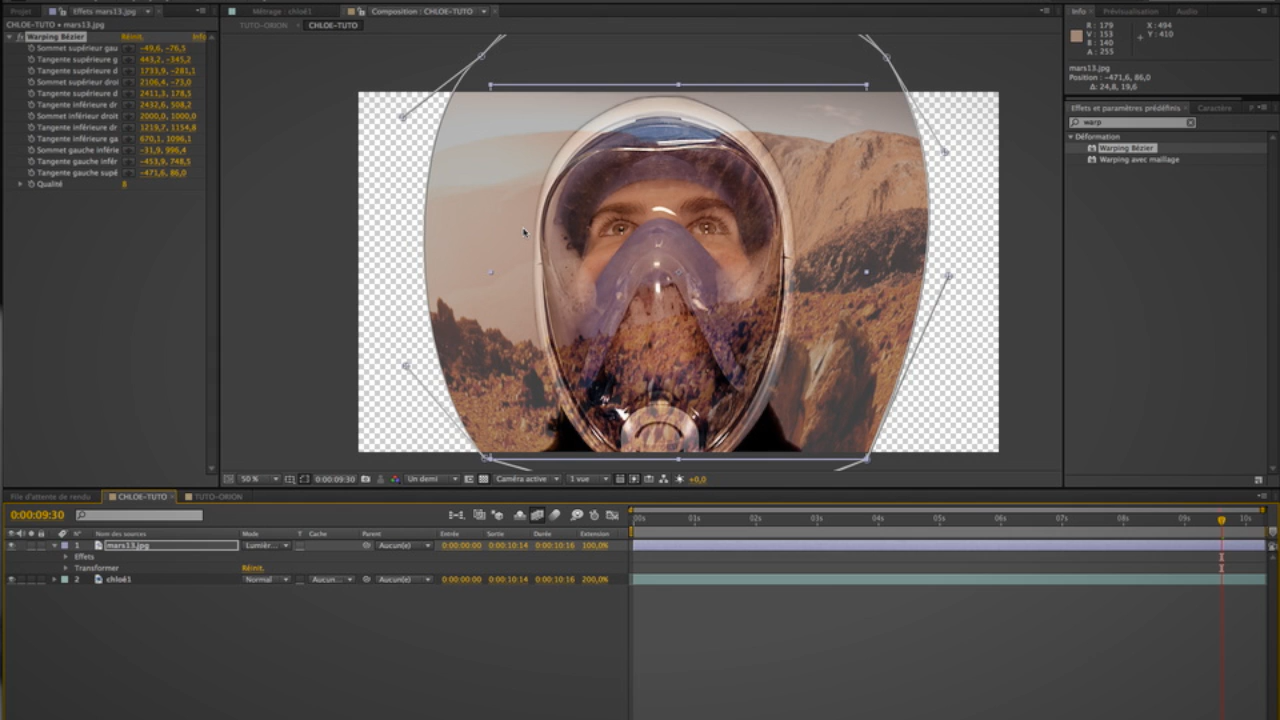 Projet Effets mars13.jpg
CHLOE-TUTO • mars13.jpg
fx Warping Bézier Réinit. Info
Sommet supérieur gau -49,6, -76,5
Tangente supérieure g 443,2, -345,2
Tangente supérieure d 1733,9, -281,1
Sommet supérieur droi 2106,4, -73,0
Tangente supérieure d 2411,3, 178,5
Tangente inférieure dr 2432,6, 508,2
Sommet inférieur droit 2000,0, 1000,0
Tangente inférieure dr 1219,7, 1154,8
Tangente inférieure ga 670,1, 1096,1
Sommet gauche inférie -31,9, 996,4
Tangente gauche infér -453,9, 748,5
Tangente gauche supé -471,6, 86,0
Qualité 8
Métrage : chloé1 Composition : CHLOE-TUTO
TUTO-ORION CHLOE-TUTO
50 % 0:00:09:30 Un demi Caméra active 1 vue +0,0
Info Prévisualisation Audio
R : 179 X : 494
V : 153 Y : 410
B : 140
A : 255
mars13.jpg
Position : -471,6, 86,0
Δ: 24,8, 19,6
Effets et paramètres prédéfinis Caractère P
warp
Déformation
Warping Bézier
Warping avec maillage
File d'attente de rendu CHLOE-TUTO TUTO-ORION
0:00:09:30
N° Nom des sources Mode T Cache Parent Entrée Sortie Durée Extension
1 mars13.jpg Lumièr... Aucun(e) 0:00:00:00 0:00:10:14 0:00:10:16 100,0%
Effets
Transformer Réinit.
2 chloé1 Normal Aucun... Aucun(e) 0:00:00:00 0:00:10:14 0:00:10:16 200,0%
00s 01s 02s 03s 04s 05s 06s 07s 08s 09s 10s